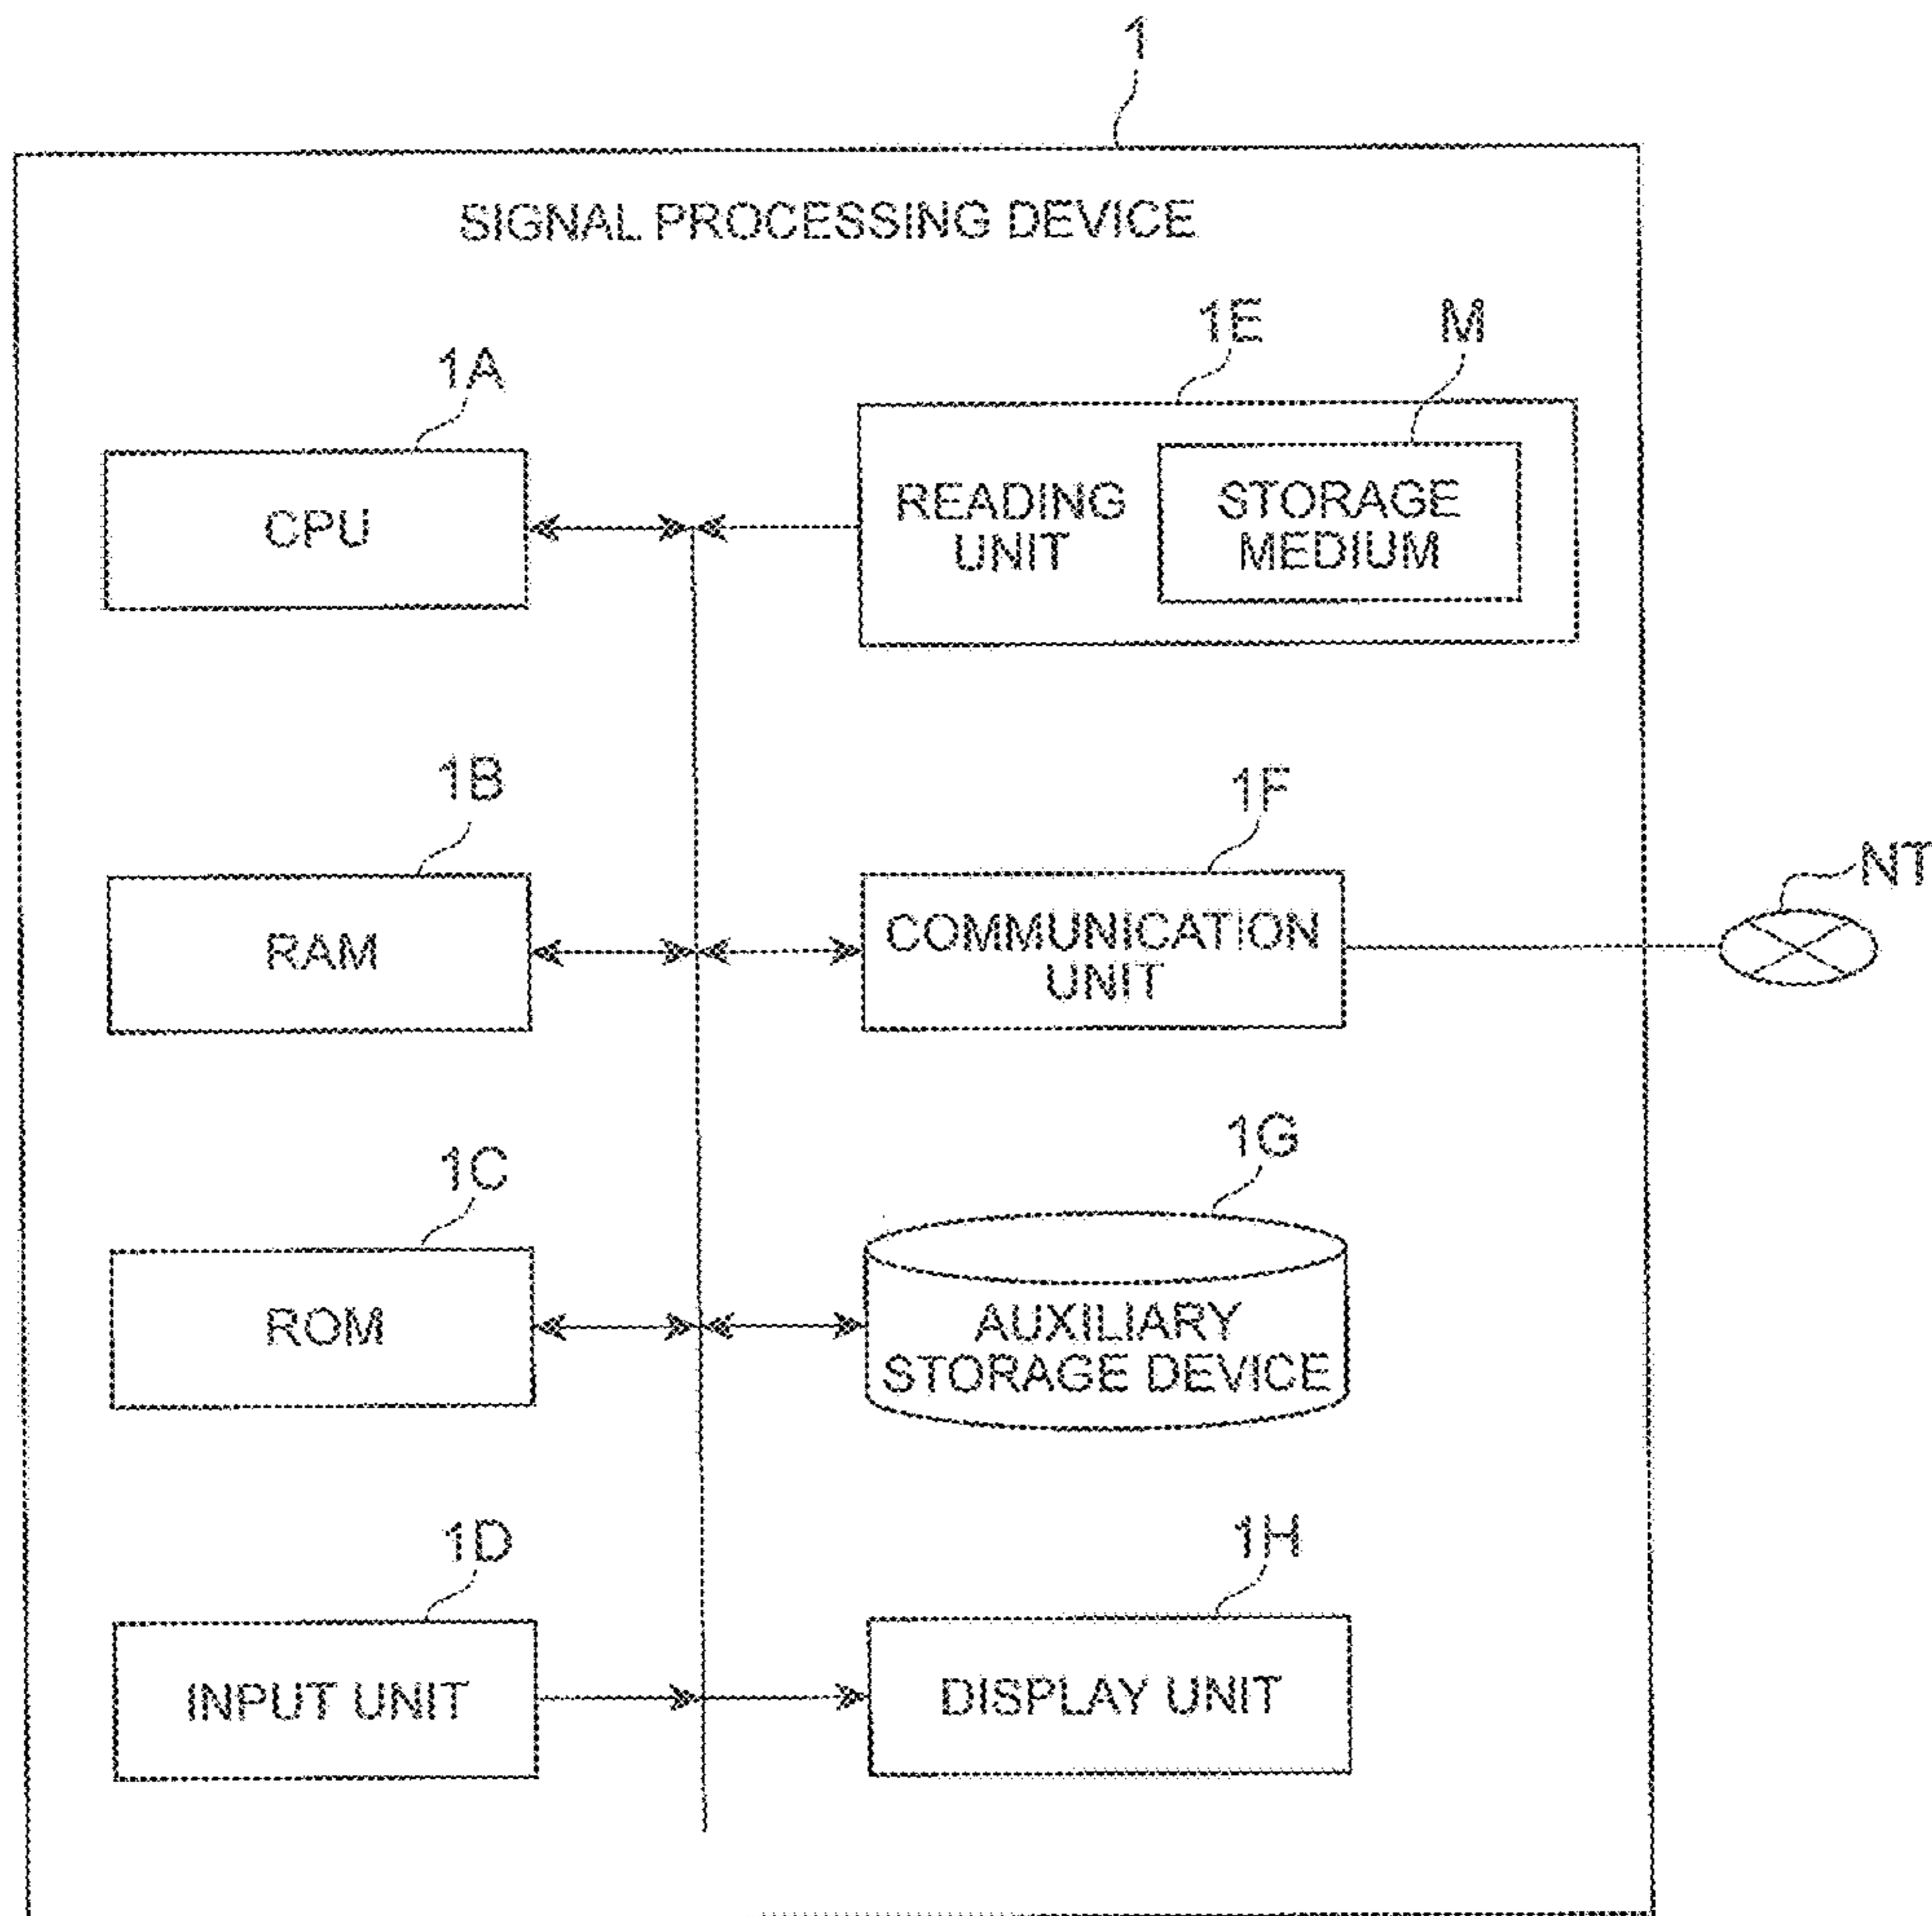 1
SIGNAL PROCESSING DEVICE
1A
CPU
1E
M
READING
UNIT
STORAGE
MEDIUM
1B
RAM
1F
COMMUNICATION
UNIT
NT
1C
ROM
1G
AUXILIARY
STORAGE DEVICE
1D
INPUT UNIT
1H
DISPLAY UNIT